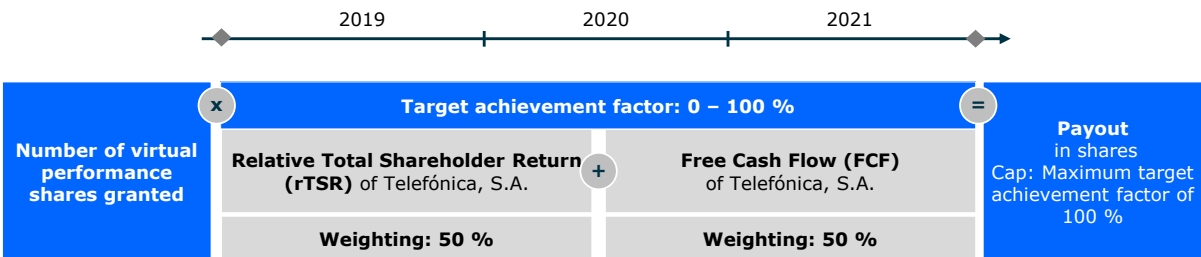 2019
2020
2021
Number of virtual
performance
shares granted
x
Target achievement factor: 0 – 100 %
=
Relative Total Shareholder Return
(rTSR) of Telefónica, S.A.
+
Free Cash Flow (FCF)
of Telefónica, S.A.
Weighting: 50 %
Weighting: 50 %
Payout
in shares
Cap: Maximum target
achievement factor of
100 %